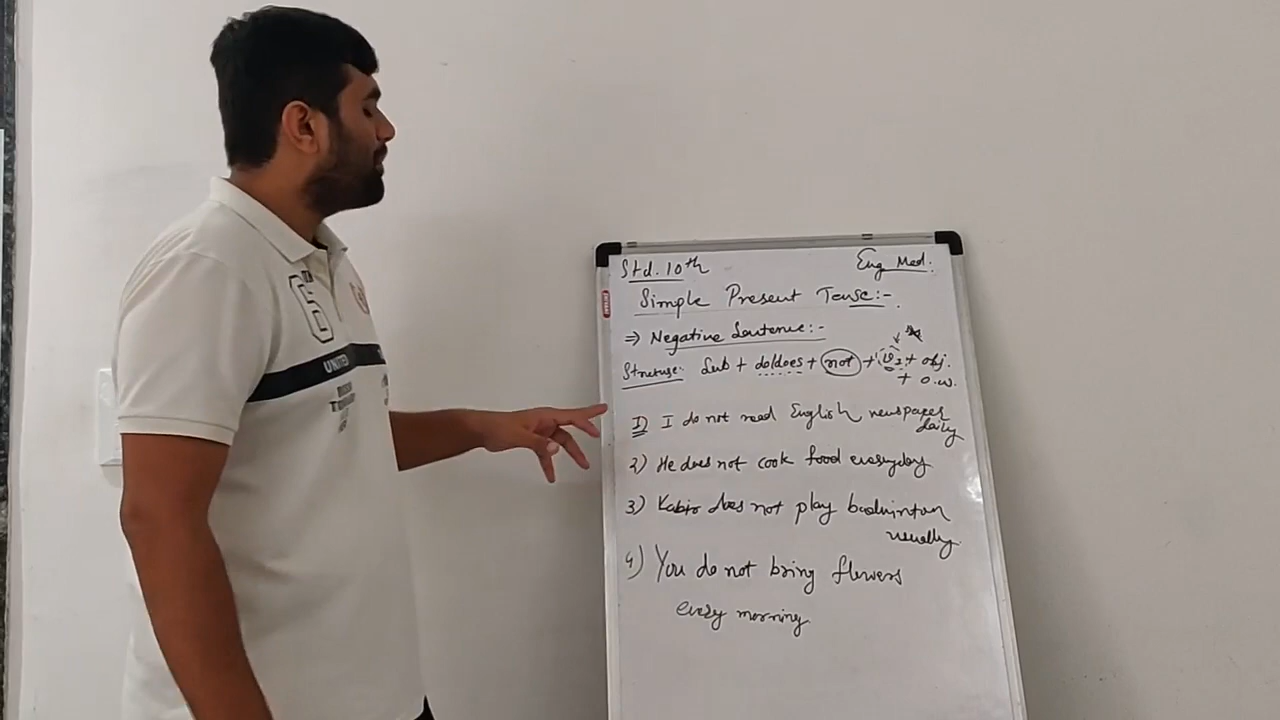 Std. 10th
Eng Med.
Simple Present Tense:-
⇒ Negative Sentence:-
Structure: Sub + do/does + not + V1 + obj.
+ o.w.
1) I do not read English newspaper
daily
2) He does not cook food everyday
3) Kabir does not play badminton
usually.
4) You do not bring flowers
every morning.
UNITED